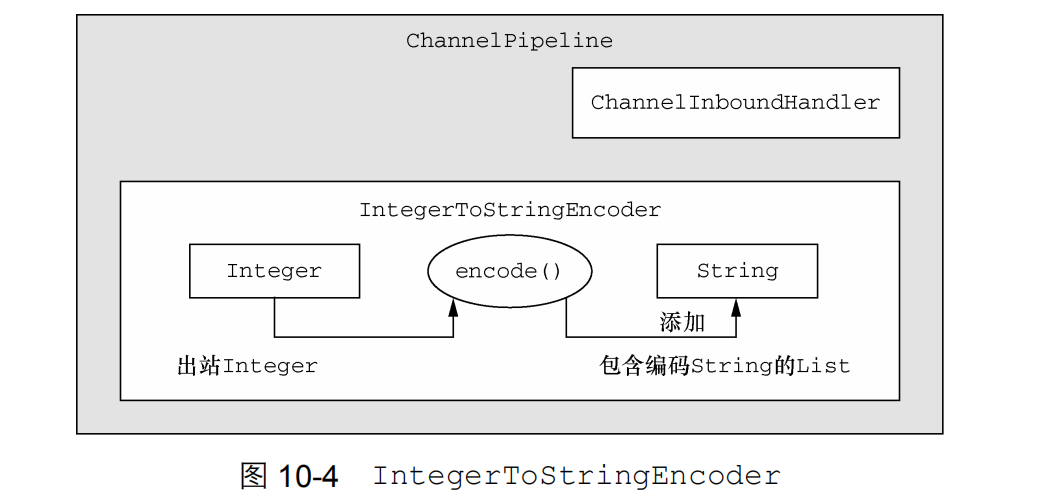 ChannelPipeline
ChannelInboundHandler
IntegerToStringEncoder
Integer
encode()
String
添加
出站Integer
包含编码String的List
图 10-4 IntegerToStringEncoder